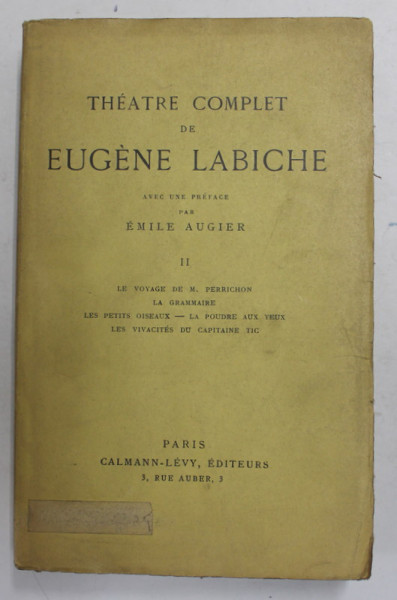 THÉATRE COMPLET
DE
EUGÈNE LABICHE
AVEC UNE PRÉFACE
PAR
ÉMILE AUGIER
II
LE VOYAGE DE M. PERRICHON
LA GRAMMAIRE
LES PETITS OISEAUX — LA POUDRE AUX YEUX
LES VIVACITÉS DU CAPITAINE TIC
PARIS
CALMANN-LÉVY, ÉDITEURS
3, RUE AUBER, 3